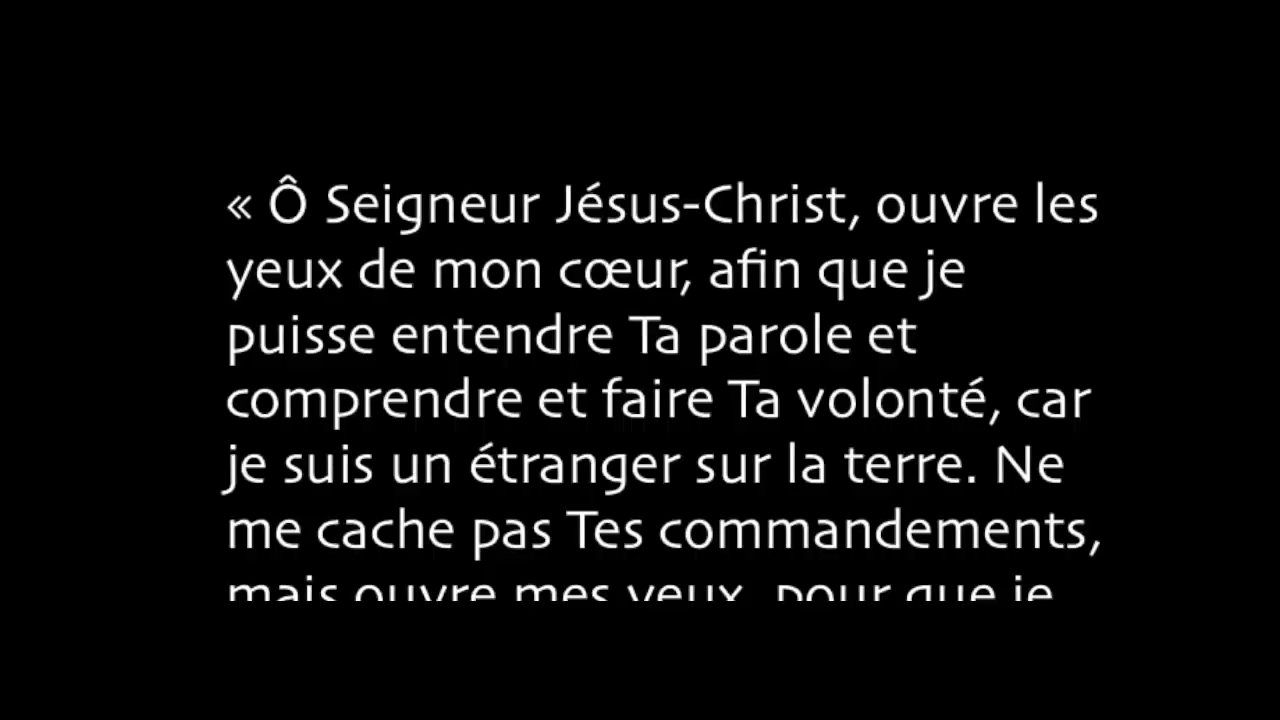 « Ô Seigneur Jésus-Christ, ouvre les
yeux de mon cœur, afin que je
puisse entendre Ta parole et
comprendre et faire Ta volonté, car
je suis un étranger sur la terre. Ne
me cache pas Tes commandements,
mais ouvre mes yeux, pour que je